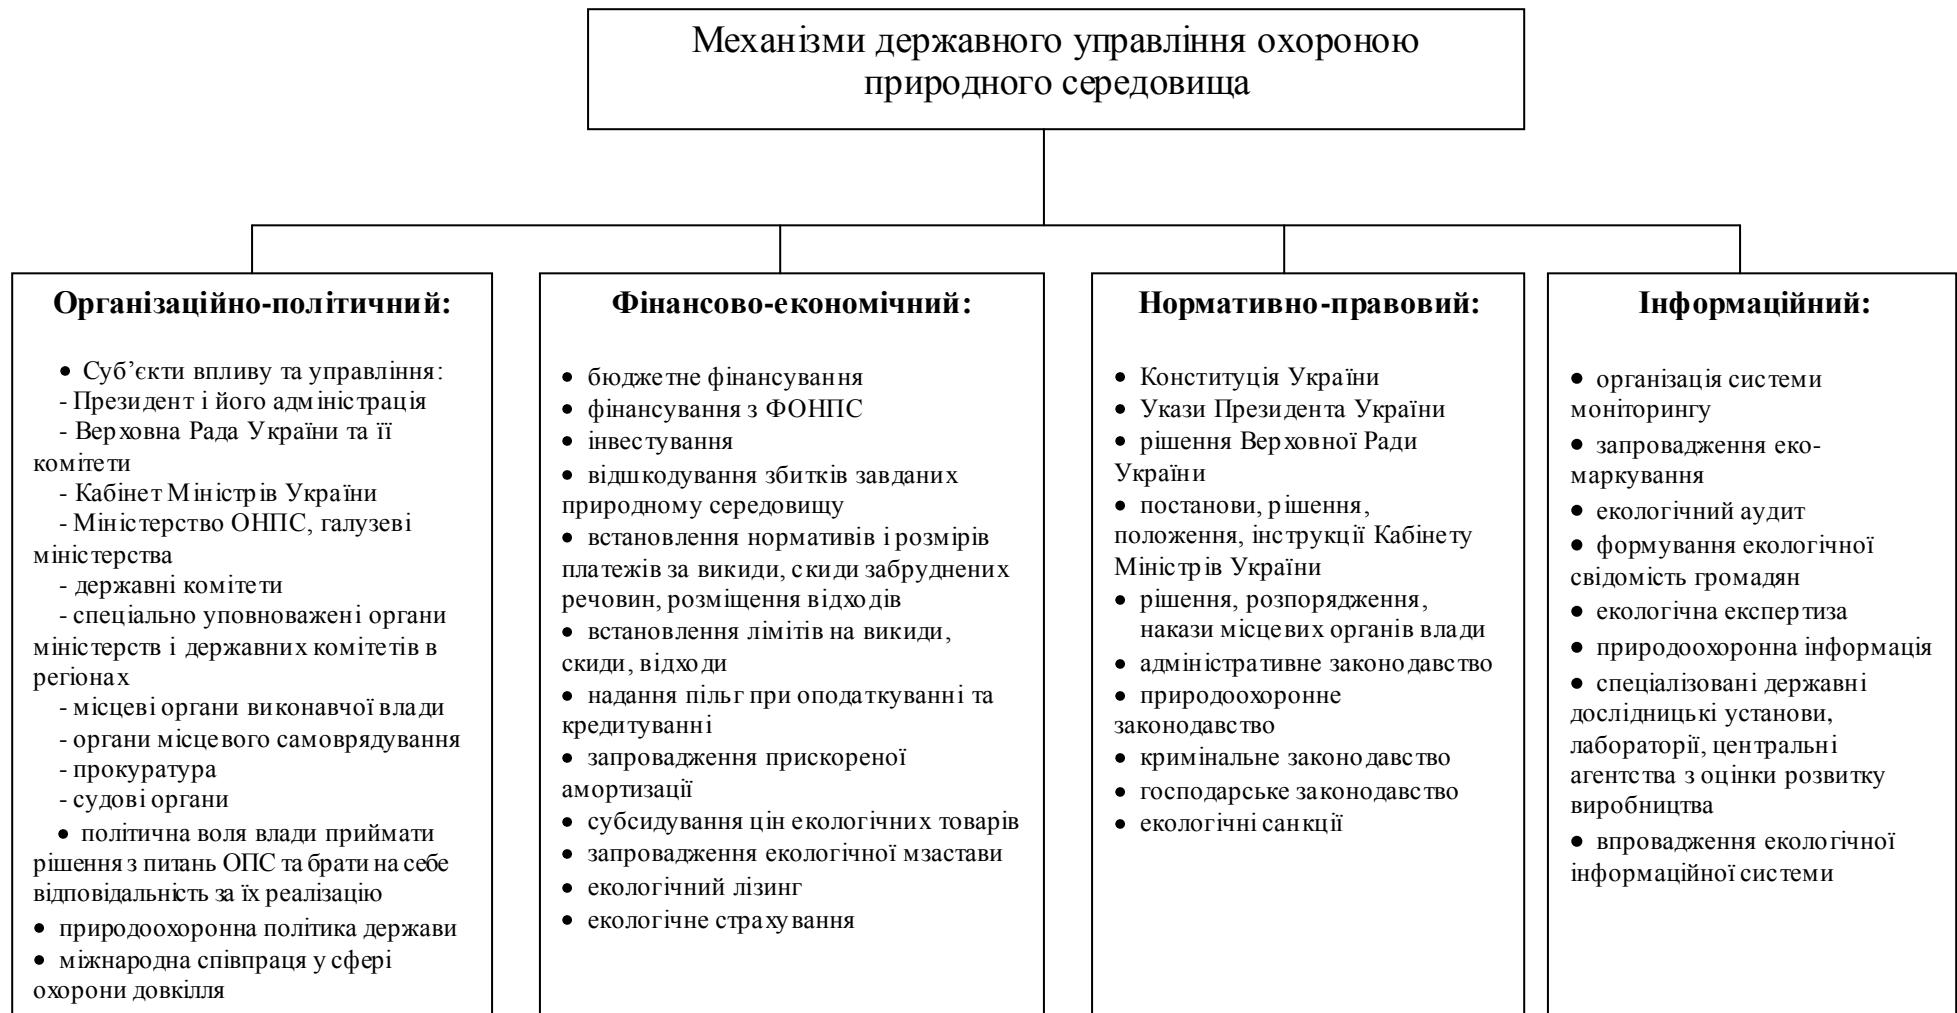 Механізми державного управління охороною
природного середовища
Організаційно-політичний:
• Суб’єкти впливу та управління:
- Президент і його адміністрація
- Верховна Рада України та її
комітети
- Кабінет Міністрів України
- Міністерство ОНПС, галузеві
міністерства
- державні комітети
- спеціально уповноважені органи
міністерств і державних комітетів в
регіонах
- місцеві органи виконавчої влади
- органи місцевого самоврядування
- прокуратура
- судові органи
• політична воля влади приймати
рішення з питань ОПС та брати на себе
відповідальність за їх реалізацію
• природоохоронна політика держави
• міжнародна співпраця у сфері
охорони довкілля
Фінансово-економічний:
• бюджетне фінансування
• фінансування з ФОНПС
• інвестування
• відшкодування збитків завданих
природному середовищу
• встановлення нормативів і розмірів
платежів за викиди, скиди забруднених
речовин, розміщення відходів
• встановлення лімітів на викиди,
скиди, відходи
• надання пільг при оподаткуванні та
кредитуванні
• запровадження прискореної
амортизації
• субсидування цін екологічних товарів
• запровадження екологічної мзастави
• екологічний лізинг
• екологічне страхування
Нормативно-правовий:
• Конституція України
• Укази Президента України
• рішення Верховної Ради
України
• постанови, рішення,
положення, інструкції Кабінету
Міністрів України
• рішення, розпорядження,
накази місцевих органів влади
• адміністративне законодавство
• природоохоронне
законодавство
• кримінальне законодавство
• господарське законодавство
• екологічні санкції
Інформаційний:
• організація системи
моніторингу
• запровадження еко-
маркування
• екологічний аудит
• формування екологічної
свідомість громадян
• екологічна експертиза
• природоохоронна інформація
• спеціалізовані державні
дослідницькі установи,
лабораторії, центральні
агентства з оцінки розвитку
виробництва
• впровадження екологічної
інформаційної системи